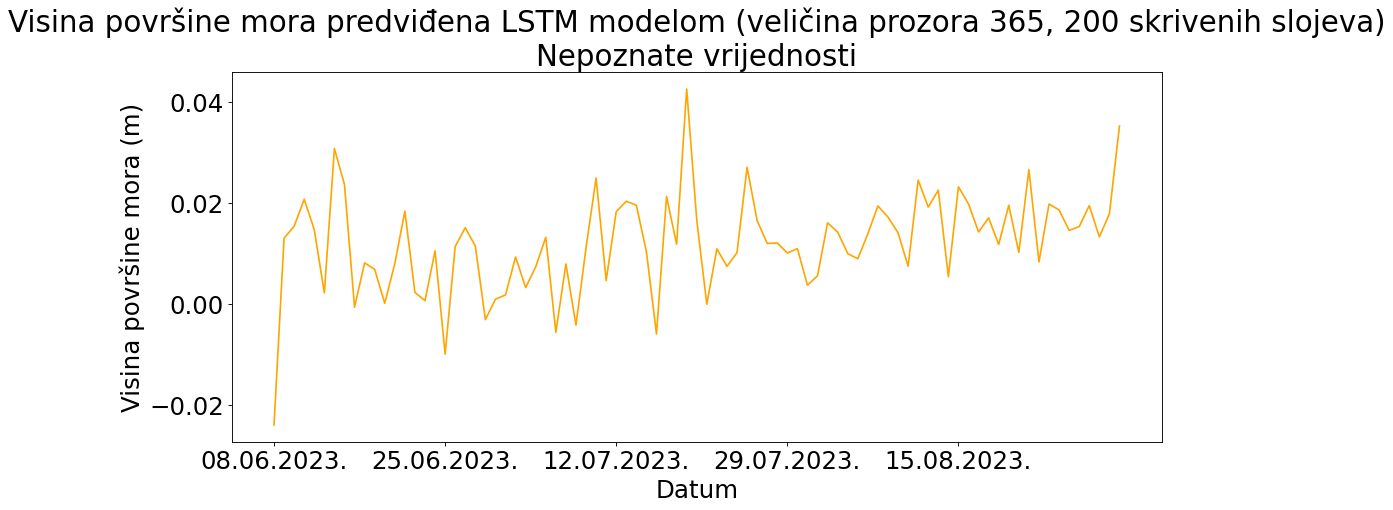 Visina površine mora predviđena LSTM modelom (veličina prozora 365, 200 skrivenih slojeva)
Nepoznate vrijednosti
Visina površine mora (m)
0.04
0.02
0.00
−0.02
08.06.2023. 25.06.2023. 12.07.2023. 29.07.2023. 15.08.2023.
Datum